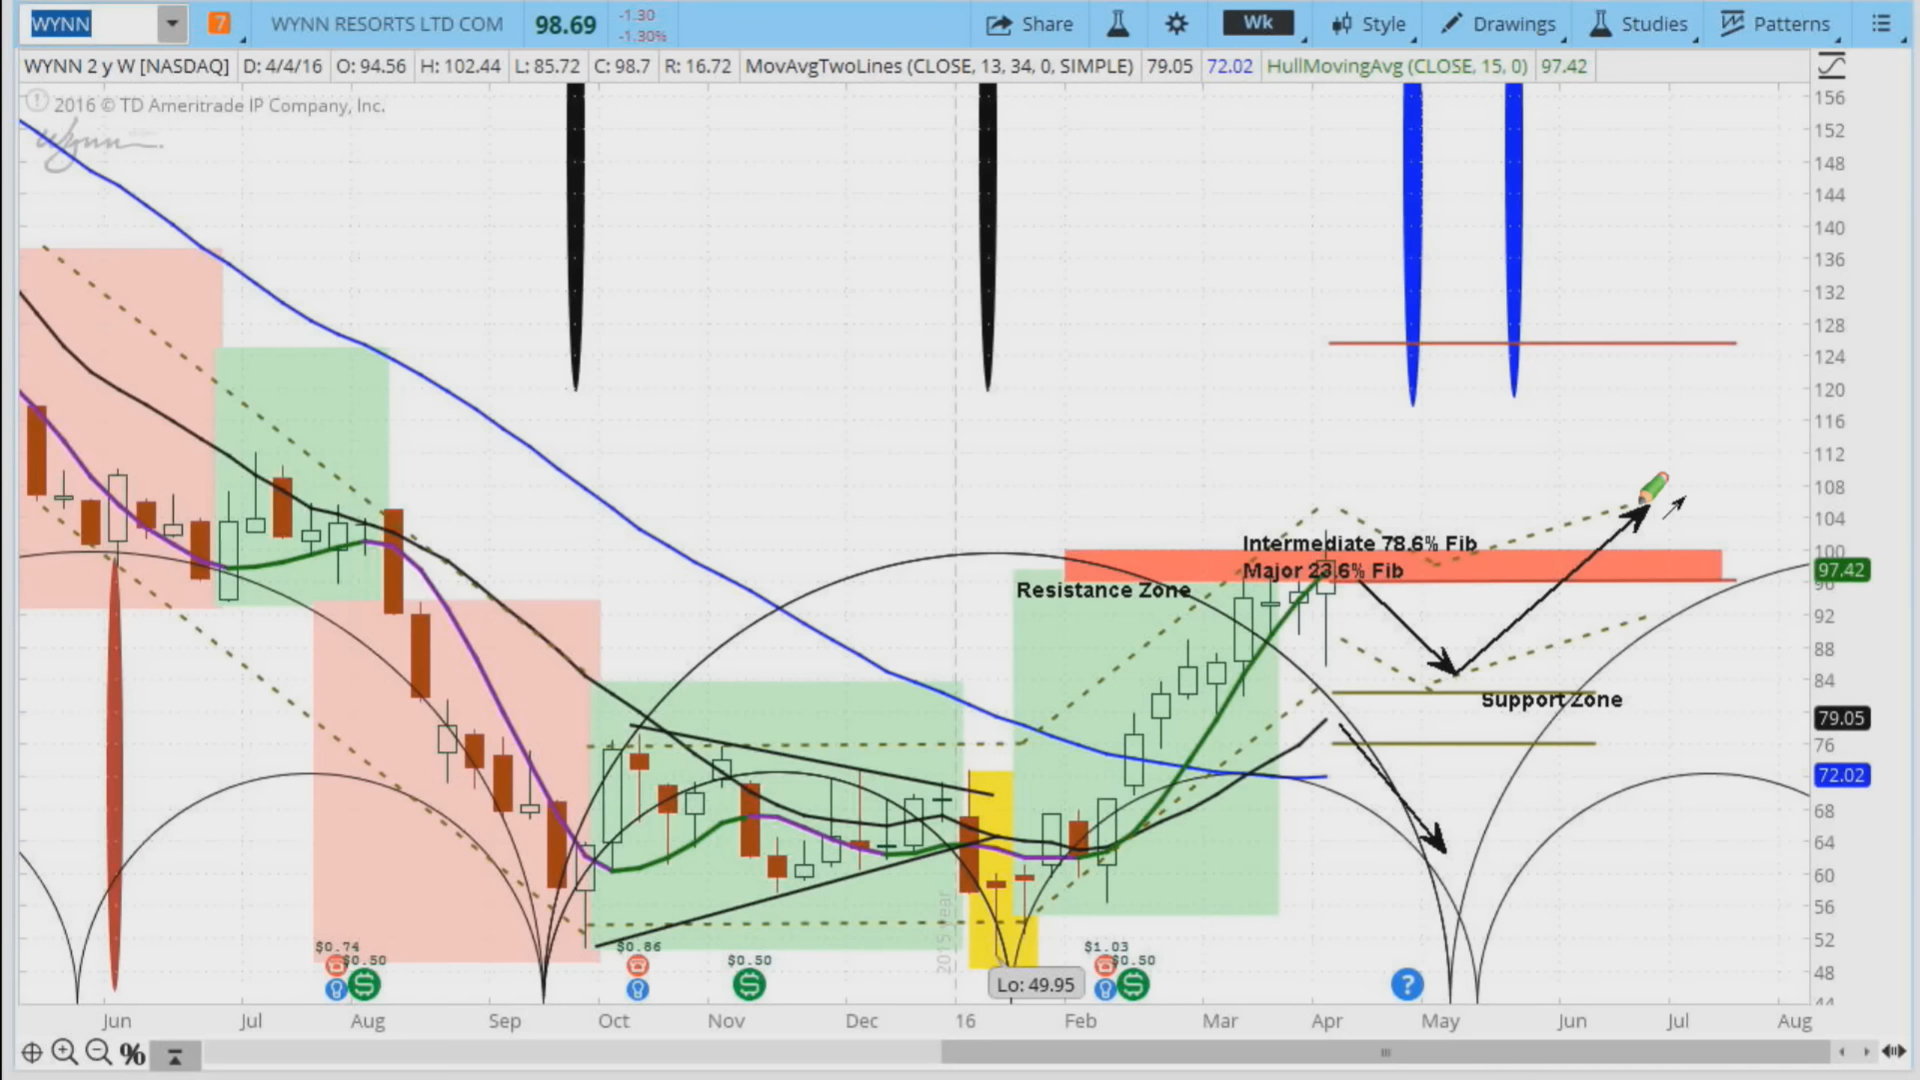 WYNN 7 WYNN RESORTS LTD COM 98.69 -1.30 -1.30% Share Wk Style Drawings Studies Patterns
WYNN 2 y W [NASDAQ] D: 4/4/16 O: 94.56 H: 102.44 L: 85.72 C: 98.7 R: 16.72 MovAvgTwoLines (CLOSE, 13, 34, 0, SIMPLE) 79.05 72.02 HullMovingAvg (CLOSE, 15, 0) 97.42
2016 © TD Ameritrade IP Company, Inc.
Wynn
156
152
148
144
140
136
132
128
124
120
116
112
108
104
100
97.42
92
88
84
79.05
76
72.02
68
64
60
56
52
48
44
Intermediate 78.6% Fib
Major 23.6% Fib
Resistance Zone
Support Zone
2015 year
$0.74 $0.50 $0.86 $0.50 $1.03 $0.50
Lo: 49.95
?
Jun Jul Aug Sep Oct Nov Dec 16 Feb Mar Apr May Jun Jul Aug
%